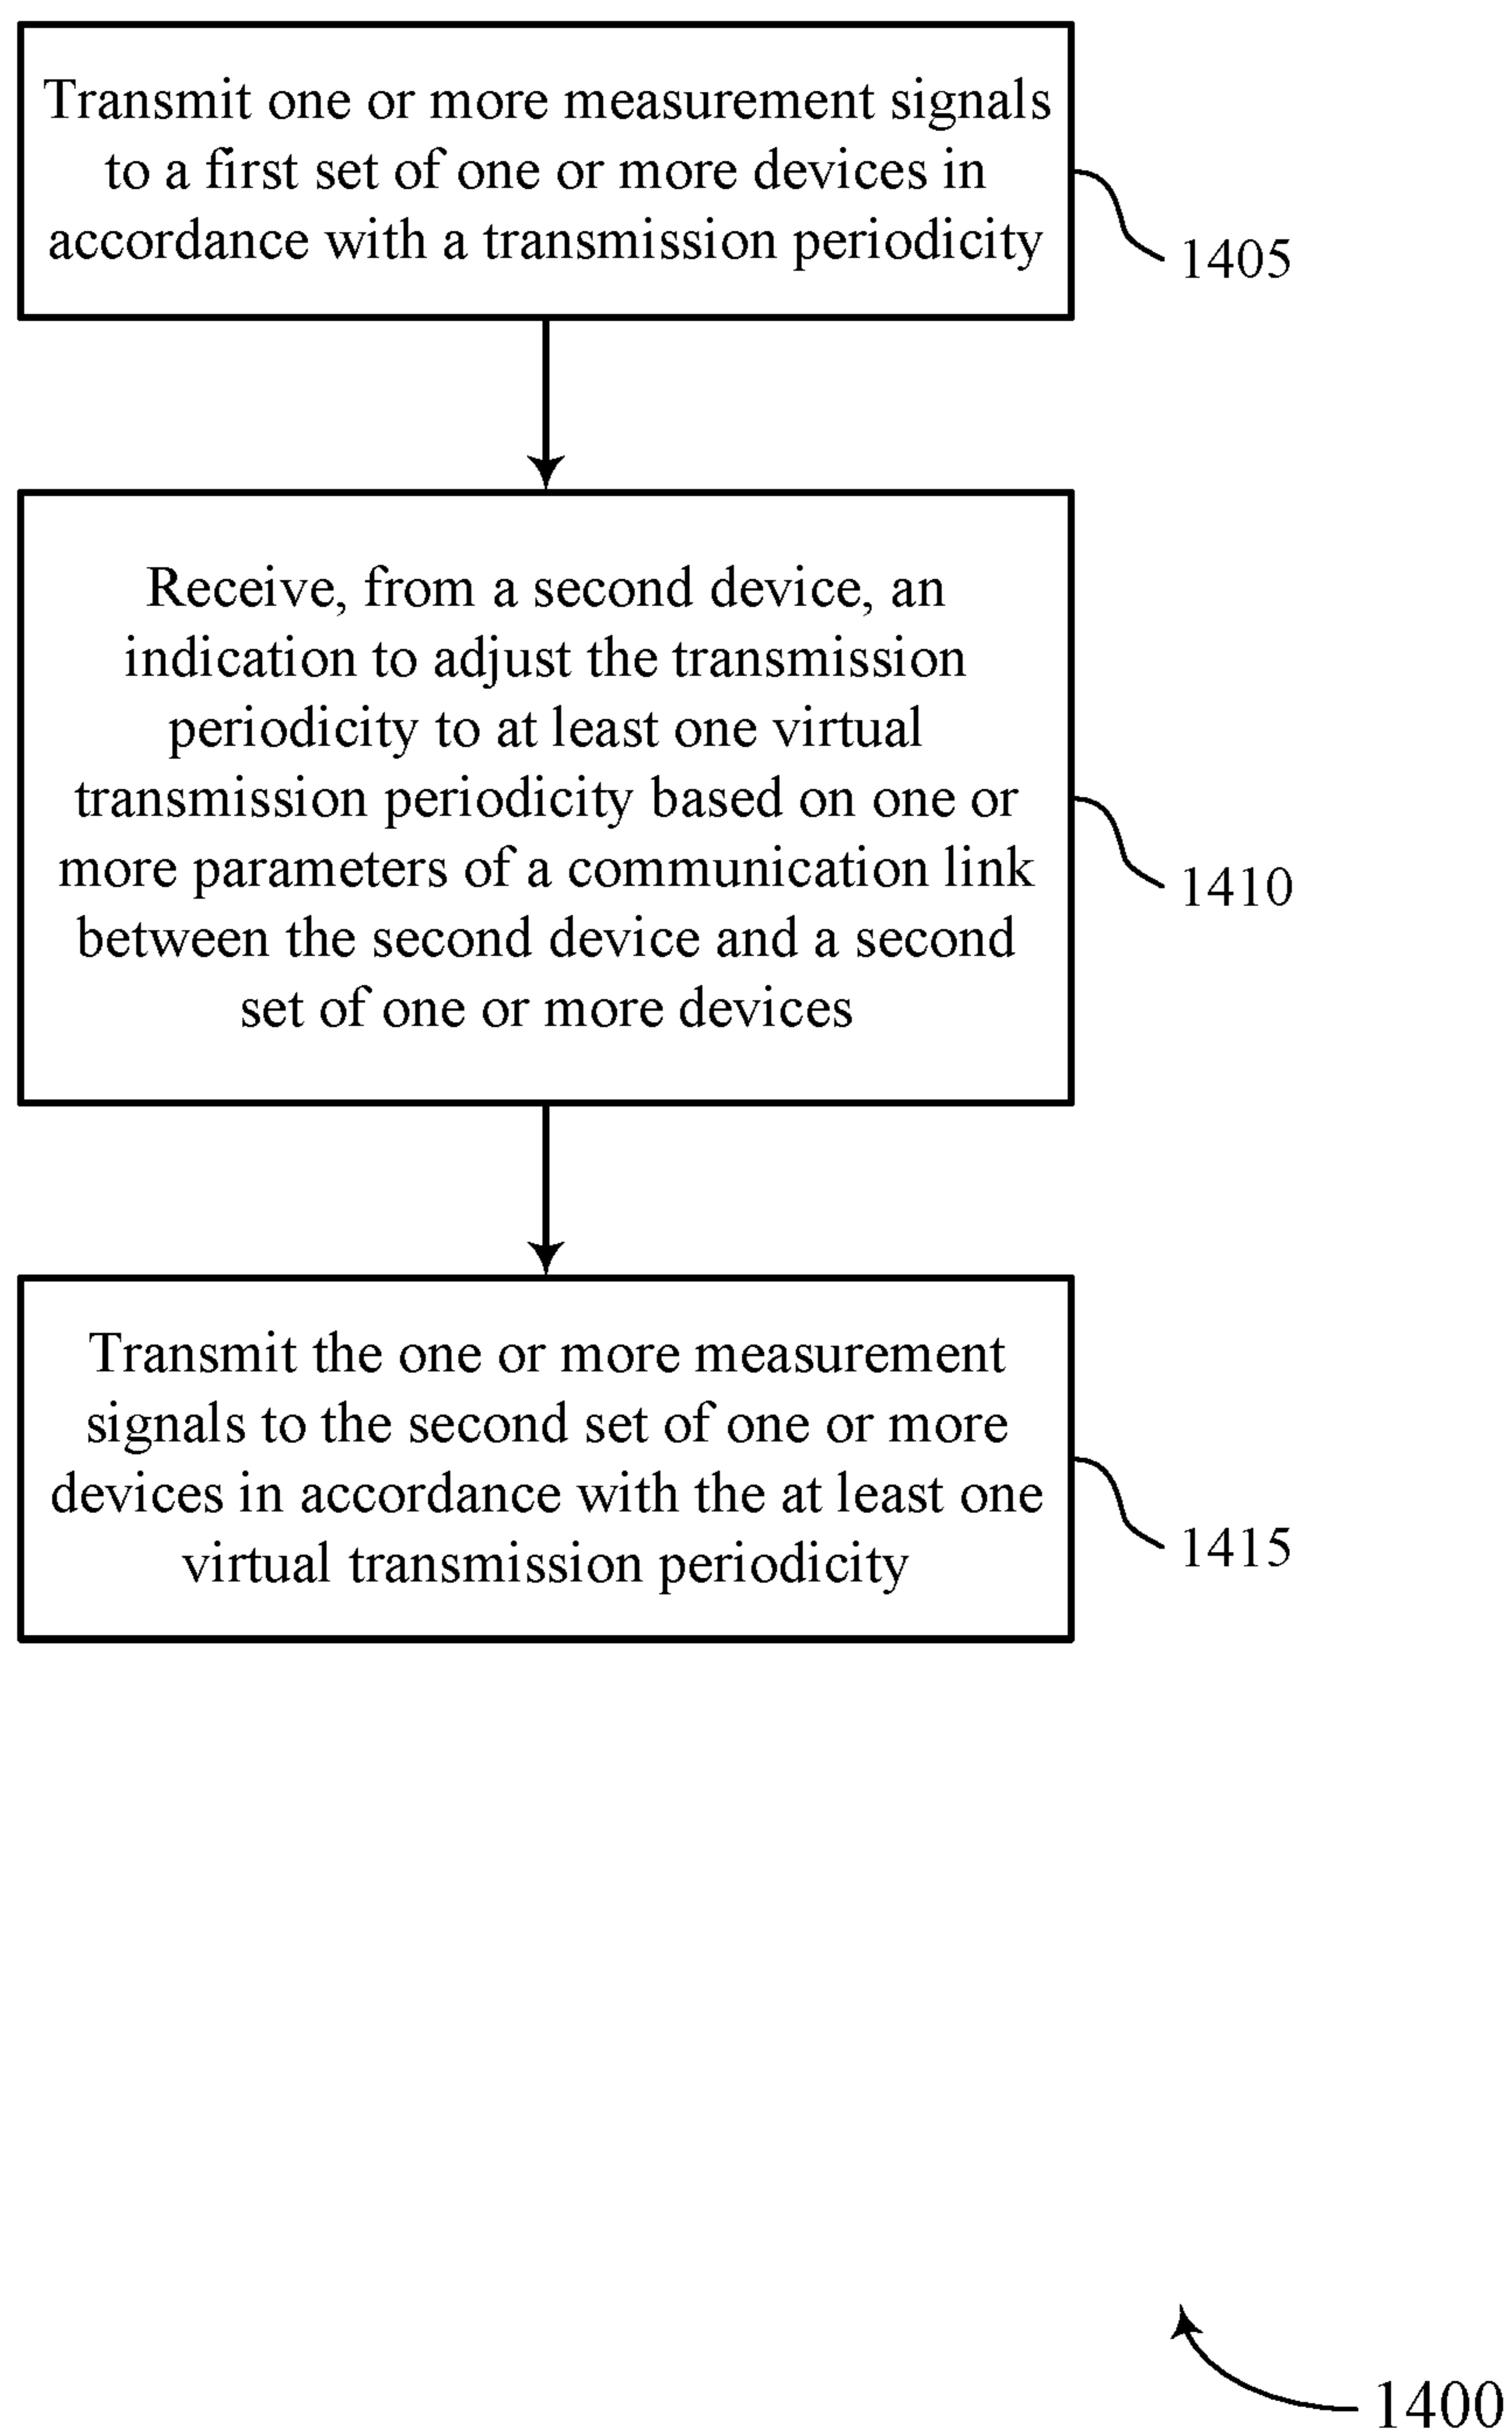 Transmit one or more measurement signals
to a first set of one or more devices in
accordance with a transmission periodicity
1405
Receive, from a second device, an
indication to adjust the transmission
periodicity to at least one virtual
transmission periodicity based on one or
more parameters of a communication link
between the second device and a second
set of one or more devices
1410
Transmit the one or more measurement
signals to the second set of one or more
devices in accordance with the at least one
virtual transmission periodicity
1415
1400